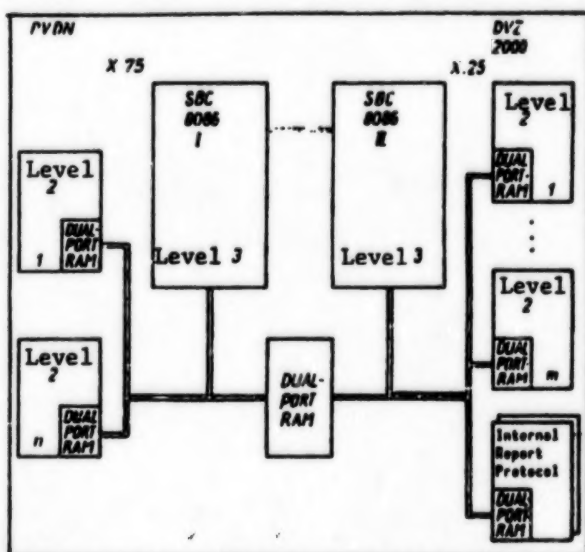 PVDN
DVZ
2000
X 75
X.25
SBC
8086
I
Level 3
SBC
8086
II
Level 3
Level
2
DUAL-
PORT
RAM
1
Level
2
DUAL
PORT
RAM
n
DUAL-
PORT
RAM
Level
2
DUAL
PORT-
RAM
1
Level
2
DUAL
PORT-
RAM
m
Internal
Report
Protocol
DUAL
PORT-
RAM